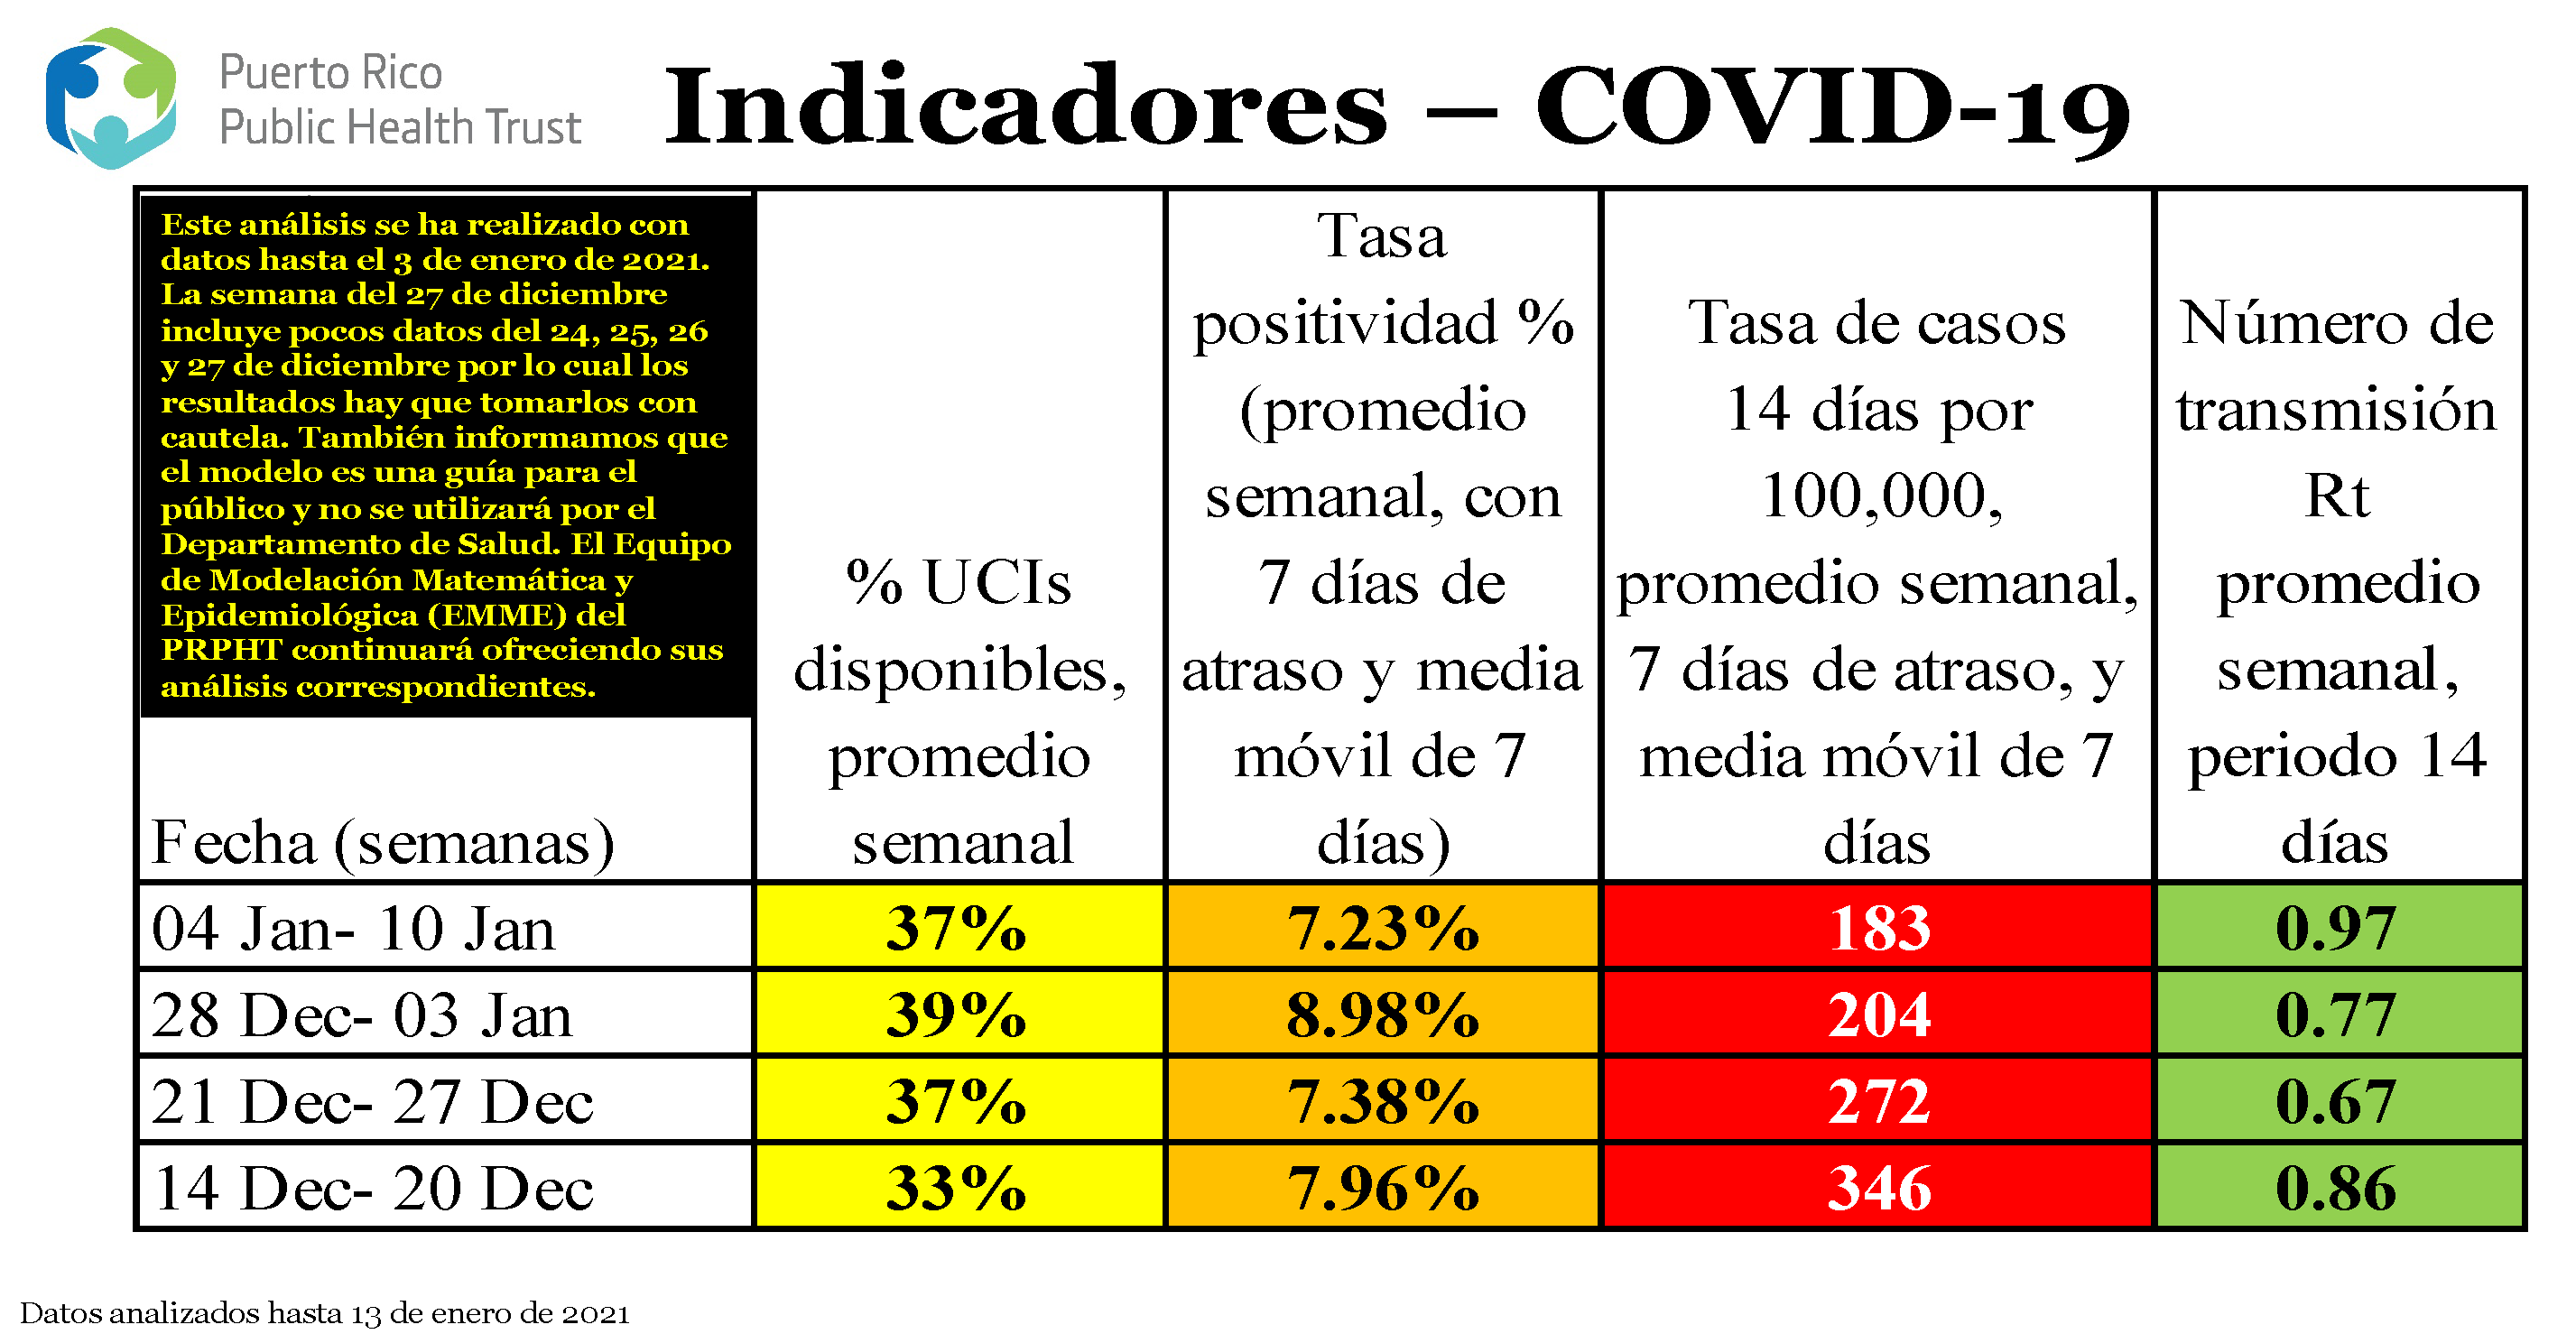 Puerto Rico
Public Health Trust
Indicadores – COVID-19
Este análisis se ha realizado con
datos hasta el 3 de enero de 2021.
La semana del 27 de diciembre
incluye pocos datos del 24, 25, 26
y 27 de diciembre por lo cual los
resultados hay que tomarlos con
cautela. También informamos que
el modelo es una guía para el
público y no se utilizará por el
Departamento de Salud. El Equipo
de Modelación Matemática y
Epidemiológica (EMME) del
PRPHT continuará ofreciendo sus
análisis correspondientes.
Fecha (semanas)
% UCIs
disponibles,
promedio
semanal
Tasa
positividad %
(promedio
semanal, con
7 días de
atraso y media
móvil de 7
días)
Tasa de casos
14 días por
100,000,
promedio semanal,
7 días de atraso, y
media móvil de 7
días
Número de
transmisión
Rt
promedio
semanal,
periodo 14
días
04 Jan- 10 Jan 37% 7.23% 183 0.97
28 Dec- 03 Jan 39% 8.98% 204 0.77
21 Dec- 27 Dec 37% 7.38% 272 0.67
14 Dec- 20 Dec 33% 7.96% 346 0.86
Datos analizados hasta 13 de enero de 2021